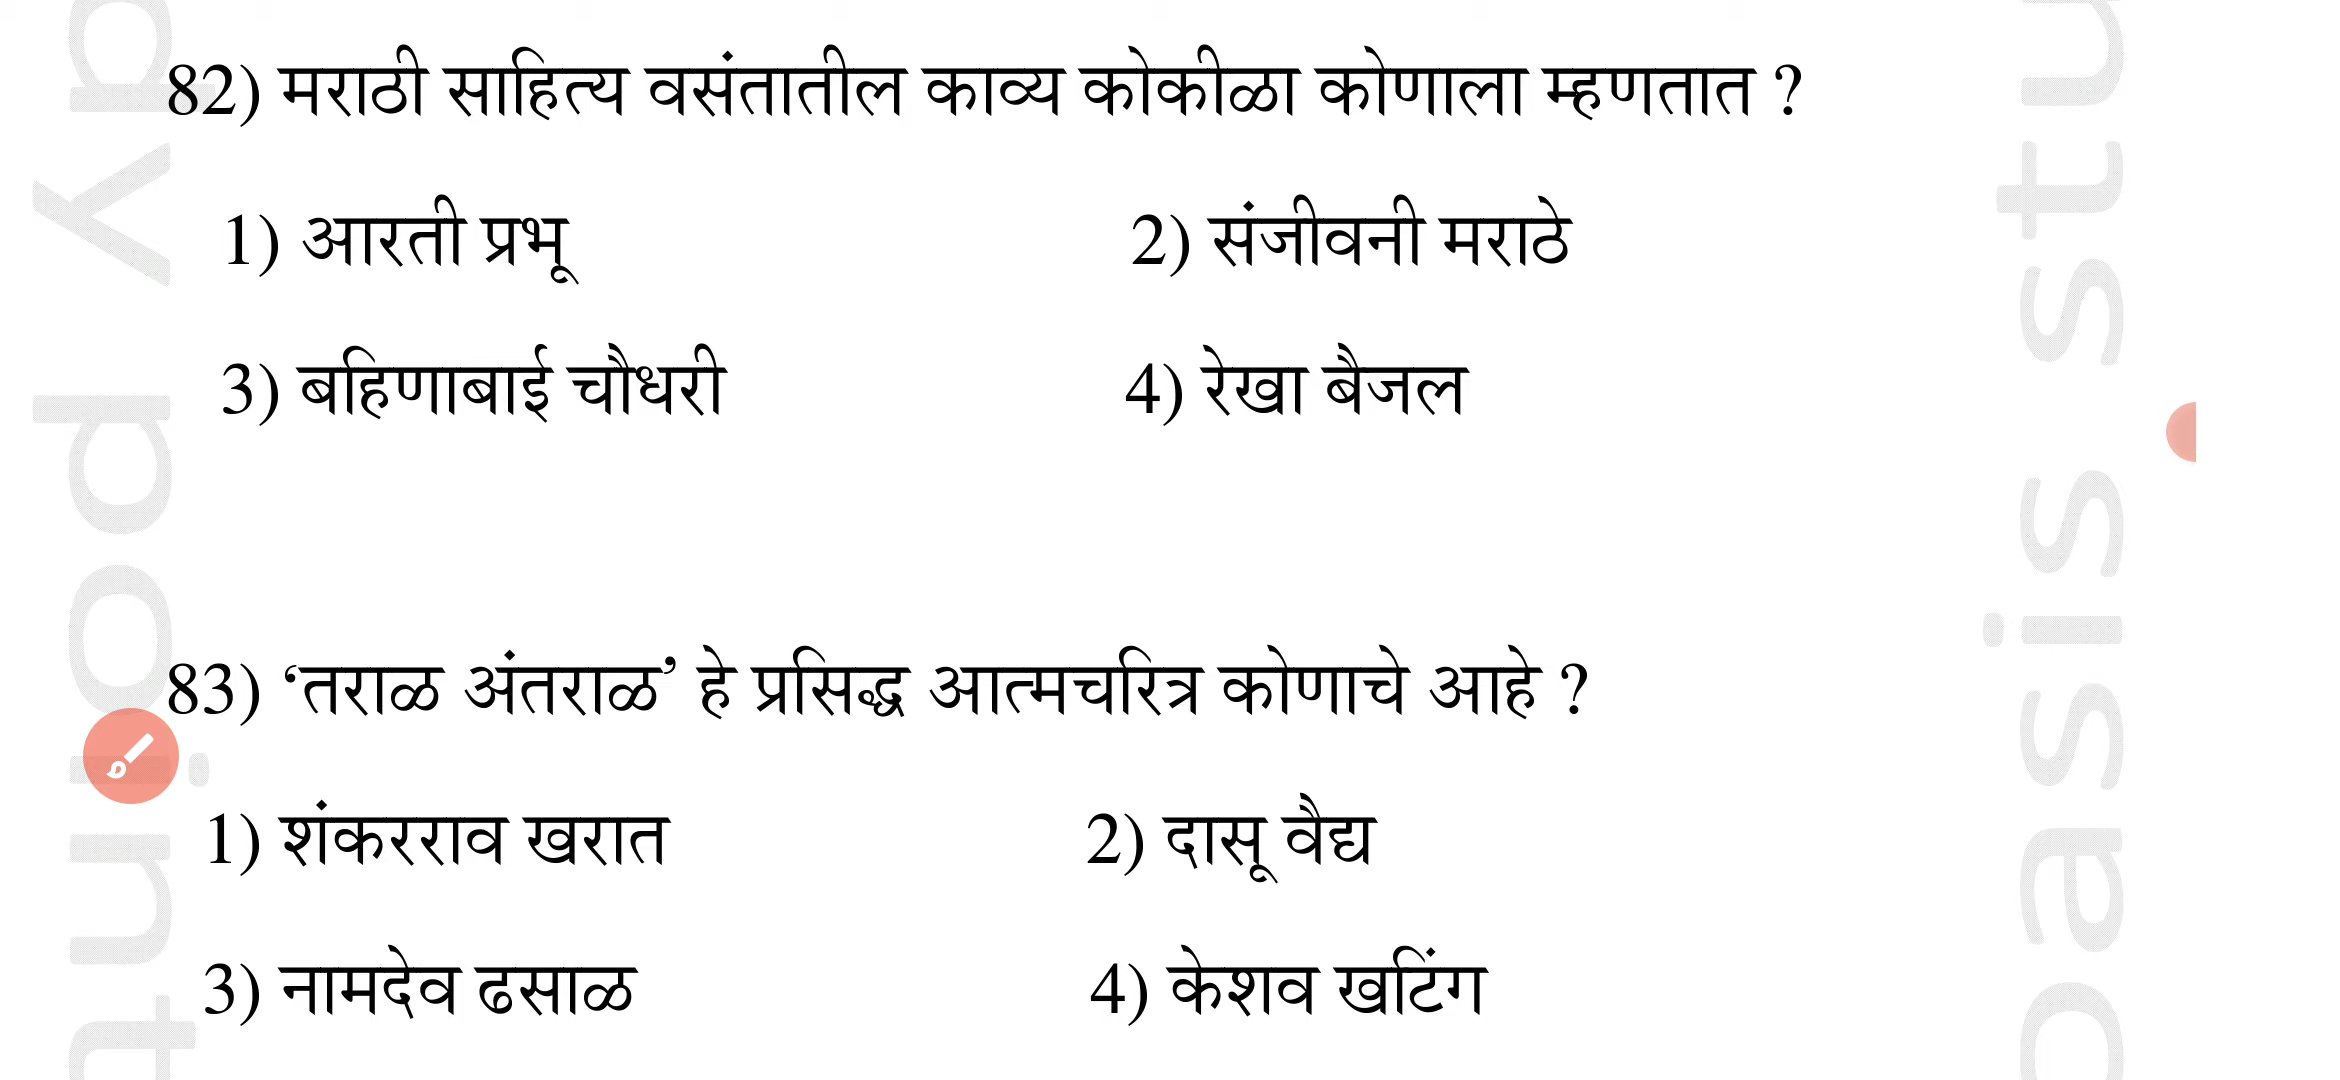 82) मराठी साहित्य वसंतातील काव्य कोकीळा कोणाला म्हणतात ?
1) आरती प्रभू 2) संजीवनी मराठे
3) बहिणाबाई चौधरी 4) रेखा बैजल
83) ‘तराळ अंतराळ’ हे प्रसिद्ध आत्मचरित्र कोणाचे आहे ?
1) शंकरराव खरात 2) दासू वैद्य
3) नामदेव ढसाळ 4) केशव खटिंग